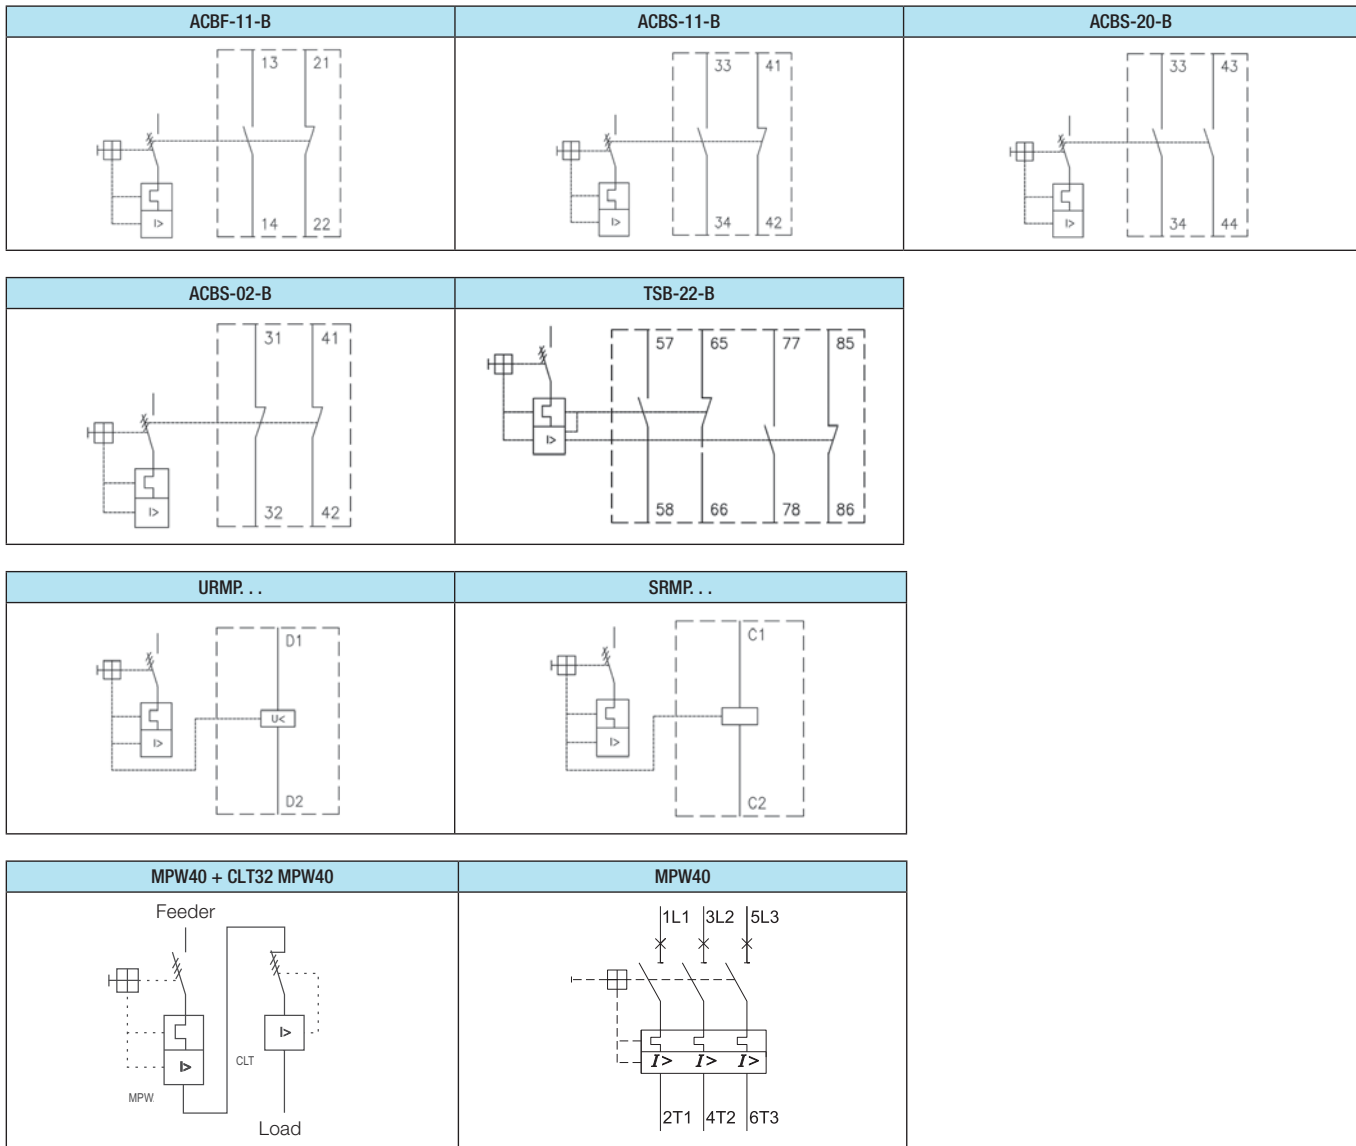 ACBF-11-B ACBS-11-B ACBS-20-B
13 21 33 41 33 43
I> I> I>
14 22 34 42 34 44
ACBS-02-B TSB-22-B
31 41 57 65 77 85
I> I>
32 42 58 66 78 86
URMP. . . SRMP. . .
D1 C1
U<
I> I>
D2 C2
MPW40 + CLT32 MPW40 MPW40
Feeder 1L1 3L2 5L3
I>
I> CLT I> I> I>
MPW
Load 2T1 4T2 6T3